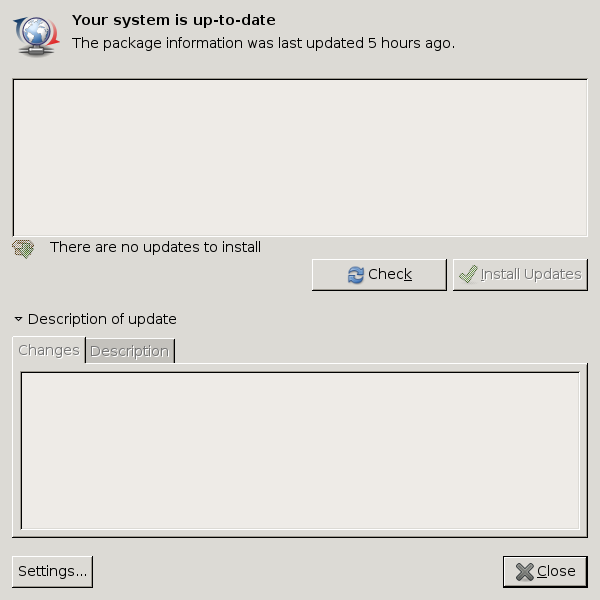 Your system is up-to-date
The package information was last updated 5 hours ago.
There are no updates to install
Check
Install Updates
Description of update
Changes
Description
Settings...
Close